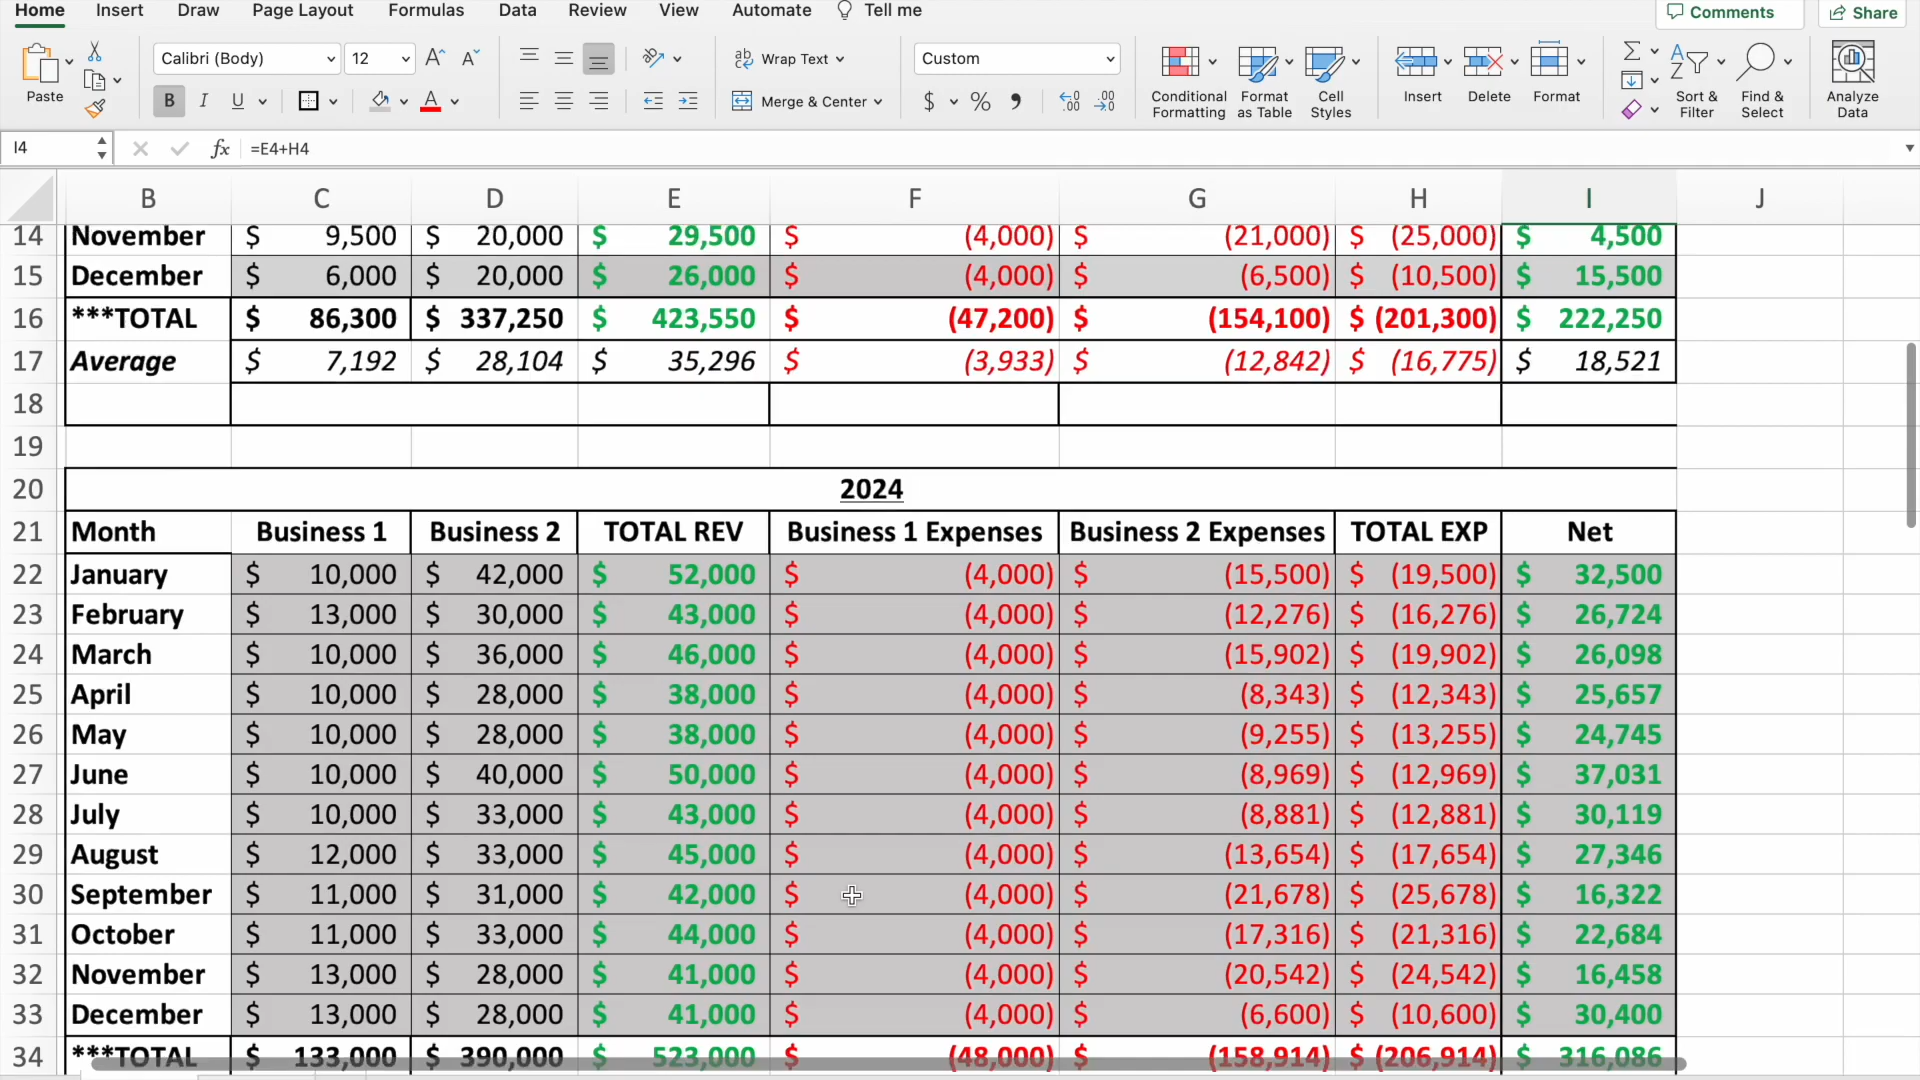 Home Insert Draw Page Layout Formulas Data Review View Automate Tell me Comments Share
Calibri (Body) 12 A^ A˅ ab Wrap Text Custom
Paste B I U A Merge & Center $ % , Conditional Formatting Format as Table Cell Styles Insert Delete Format Sort & Filter Find & Select Analyze Data
I4 fx =E4+H4
B C D E F G H I J
14 November $ 9,500 $ 20,000 $ 29,500 $ (4,000) $ (21,000) $ (25,000) $ 4,500
15 December $ 6,000 $ 20,000 $ 26,000 $ (4,000) $ (6,500) $ (10,500) $ 15,500
16 ***TOTAL $ 86,300 $ 337,250 $ 423,550 $ (47,200) $ (154,100) $ (201,300) $ 222,250
17 Average $ 7,192 $ 28,104 $ 35,296 $ (3,933) $ (12,842) $ (16,775) $ 18,521
18
19
20 2024
21 Month Business 1 Business 2 TOTAL REV Business 1 Expenses Business 2 Expenses TOTAL EXP Net
22 January $ 10,000 $ 42,000 $ 52,000 $ (4,000) $ (15,500) $ (19,500) $ 32,500
23 February $ 13,000 $ 30,000 $ 43,000 $ (4,000) $ (12,276) $ (16,276) $ 26,724
24 March $ 10,000 $ 36,000 $ 46,000 $ (4,000) $ (15,902) $ (19,902) $ 26,098
25 April $ 10,000 $ 28,000 $ 38,000 $ (4,000) $ (8,343) $ (12,343) $ 25,657
26 May $ 10,000 $ 28,000 $ 38,000 $ (4,000) $ (9,255) $ (13,255) $ 24,745
27 June $ 10,000 $ 40,000 $ 50,000 $ (4,000) $ (8,969) $ (12,969) $ 37,031
28 July $ 10,000 $ 33,000 $ 43,000 $ (4,000) $ (8,881) $ (12,881) $ 30,119
29 August $ 12,000 $ 33,000 $ 45,000 $ (4,000) $ (13,654) $ (17,654) $ 27,346
30 September $ 11,000 $ 31,000 $ 42,000 $ (4,000) $ (21,678) $ (25,678) $ 16,322
31 October $ 11,000 $ 33,000 $ 44,000 $ (4,000) $ (17,316) $ (21,316) $ 22,684
32 November $ 13,000 $ 28,000 $ 41,000 $ (4,000) $ (20,542) $ (24,542) $ 16,458
33 December $ 13,000 $ 28,000 $ 41,000 $ (4,000) $ (6,600) $ (10,600) $ 30,400
34 ***TOTAL $ 133,000 $ 390,000 $ 523,000 $ (48,000) $ (158,914) $ (206,914) $ 316,086